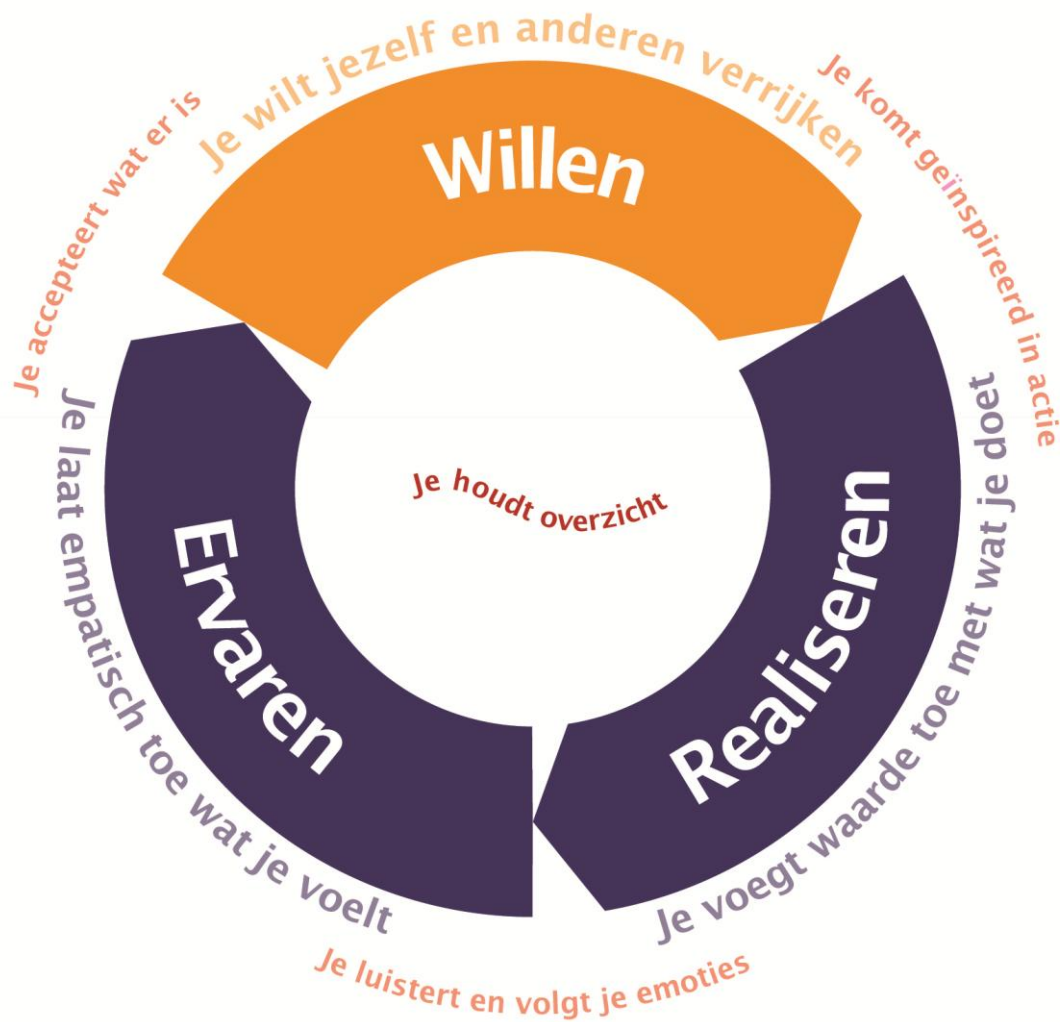 Je wilt jezelf en anderen verrijken
Willen
Je komt geïnspireerd in actie
Realiseren
Je voegt waarde toe met wat je doet
Je luistert en volgt je emoties
Ervaren
Je laat empatisch toe wat je voelt
Je accepteert wat er is
Je houdt overzicht